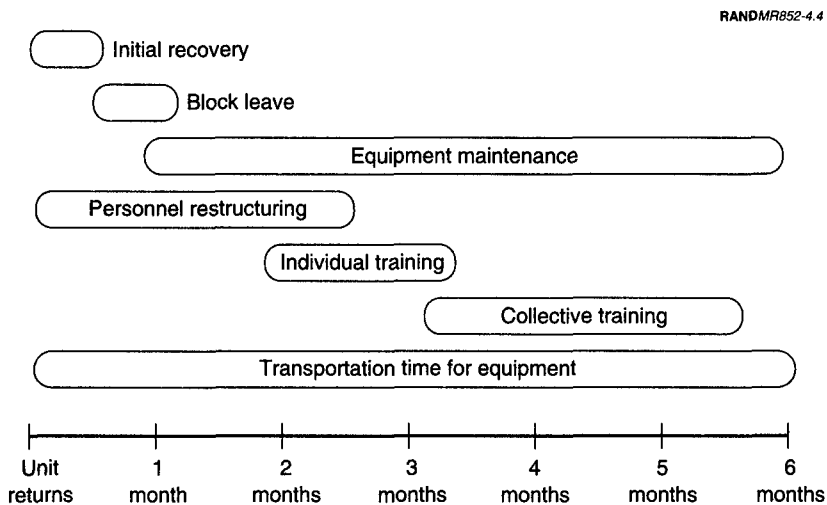 RANDMR852-4.4
Initial recovery
Block leave
Equipment maintenance
Personnel restructuring
Individual training
Collective training
Transportation time for equipment
Unit returns
1 month
2 months
3 months
4 months
5 months
6 months